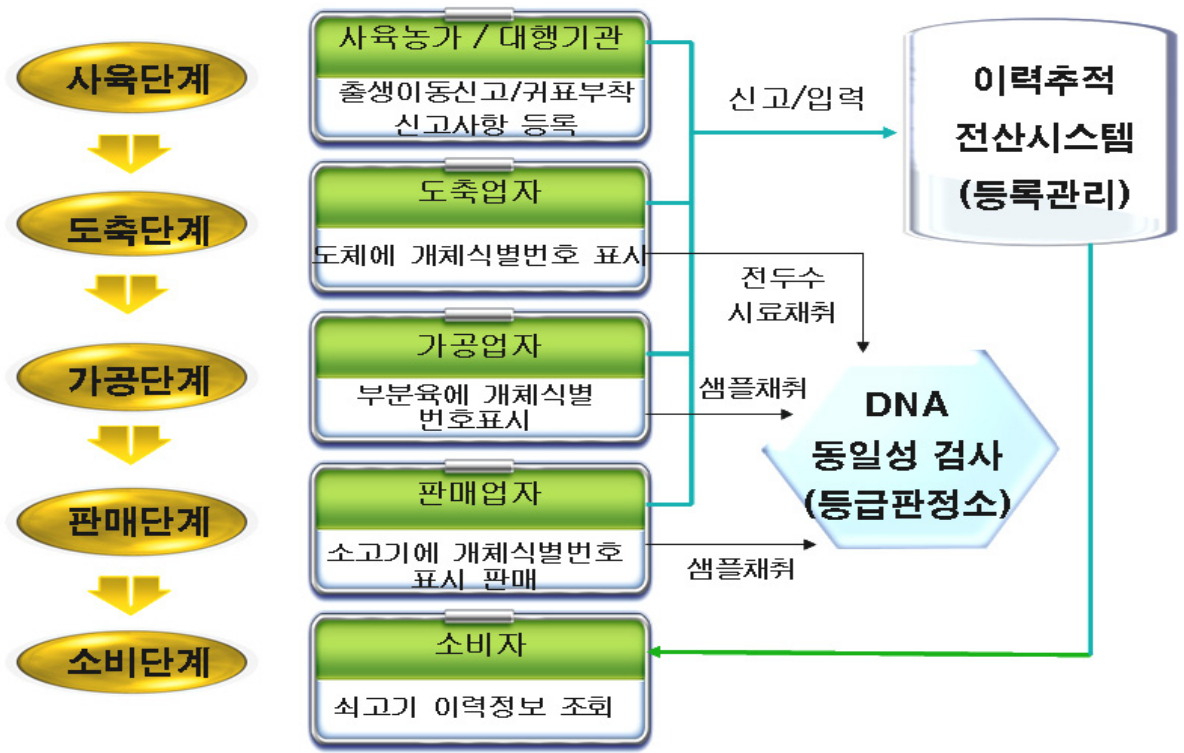 사육단계
사육농가 / 대행기관
출생이동신고/귀표부착
신고사항 등록
신고/입력
이력추적
전산시스템
(등록관리)
도축단계
도축업자
도체에 개체식별번호 표시
전두수
시료채취
가공단계
가공업자
부분육에 개체식별
번호표시
샘플채취
DNA
동일성 검사
(등급판정소)
판매단계
판매업자
소고기에 개체식별번호
표시 판매
샘플채취
소비단계
소비자
쇠고기 이력정보 조회